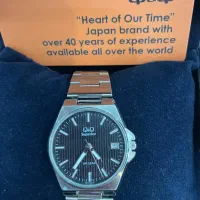 "Heart of Our Time"
Japan brand with
over 40 years of experience
available all over the world
Q&Q